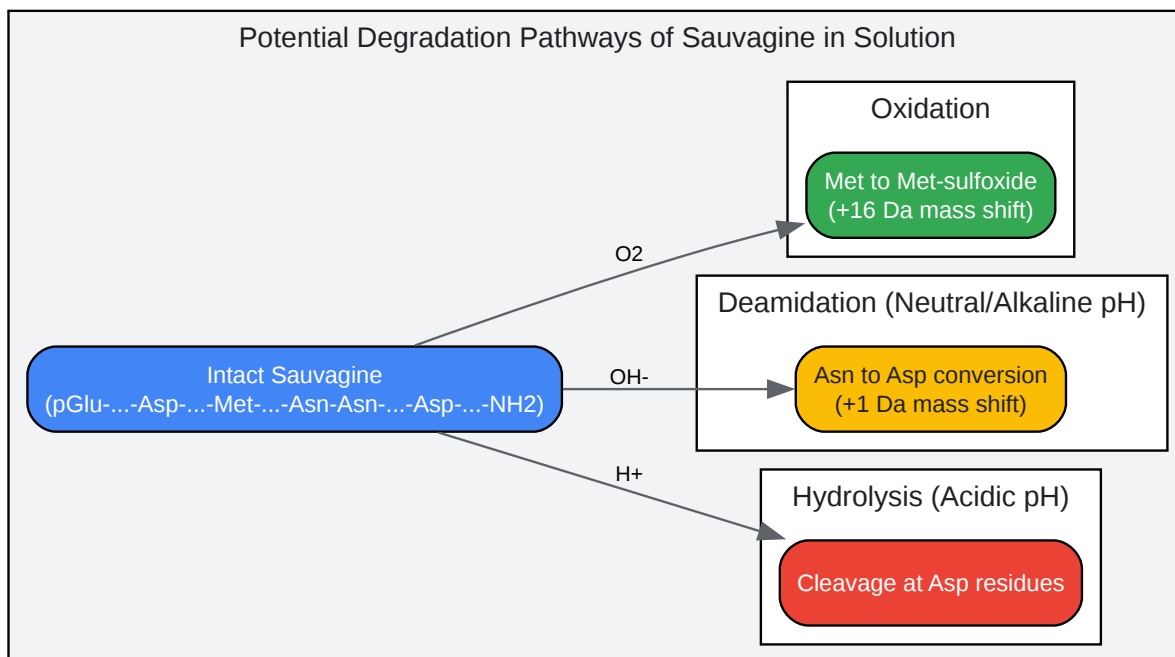 Potential Degradation Pathways of Sauvagine in Solution
Oxidation
Met to Met-sulfoxide
(+16 Da mass shift)
O2
Deamidation (Neutral/Alkaline pH)
Intact Sauvagine
(pGlu-...-Asp-...-Met-...-Asn-Asn-...-Asp-...-NH2)
OH-
Asn to Asp conversion
(+1 Da mass shift)
H+
Hydrolysis (Acidic pH)
Cleavage at Asp residues